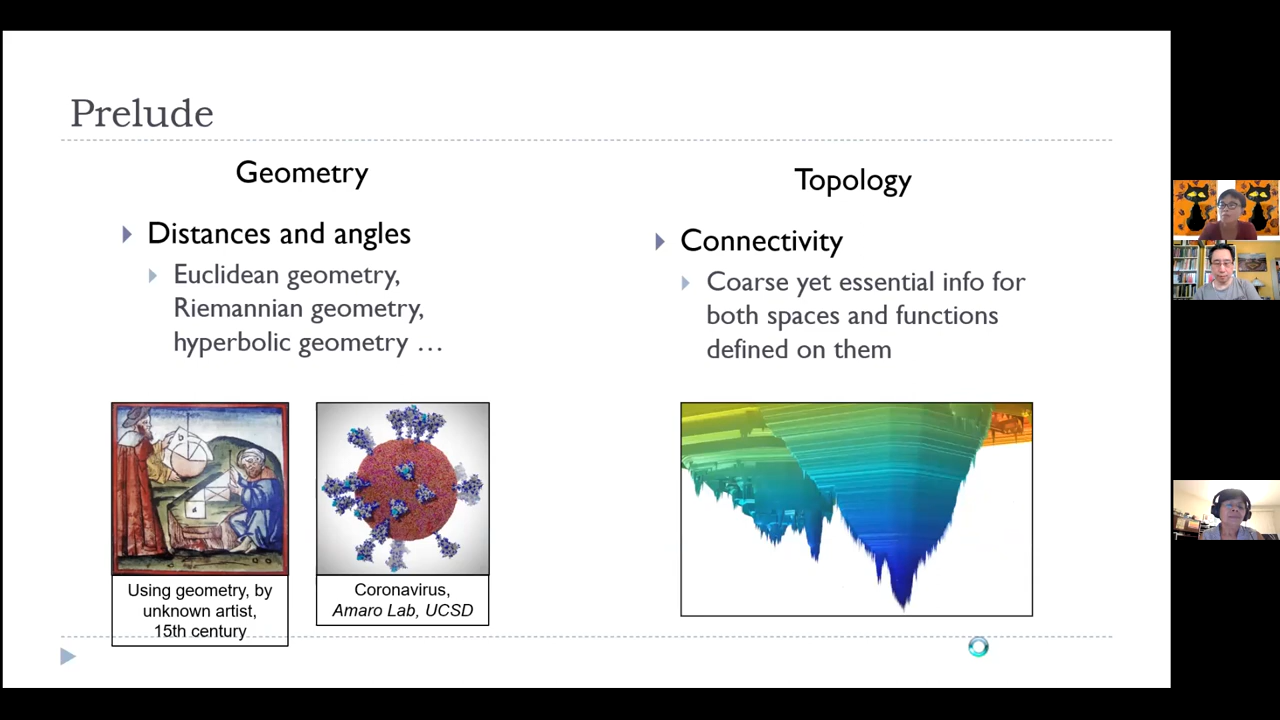 Prelude
Geometry
Distances and angles
Euclidean geometry,
Riemannian geometry,
hyperbolic geometry …
Using geometry, by
unknown artist,
15th century
Coronavirus,
Amaro Lab, UCSD
Topology
Connectivity
Coarse yet essential info for
both spaces and functions
defined on them